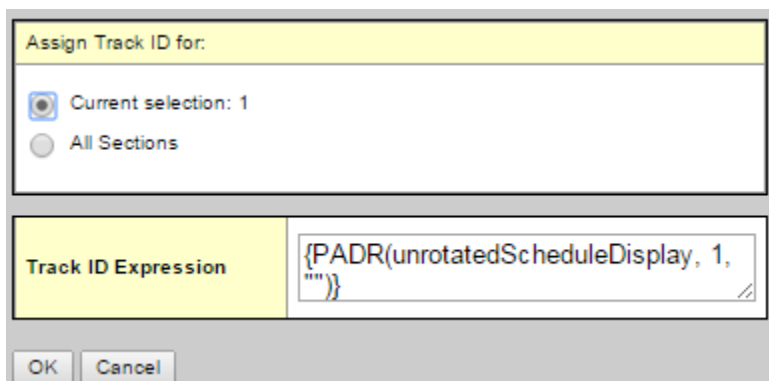 Assign Track ID for:
Current selection: 1
All Sections
Track ID Expression
{PADR(unrotatedScheduleDisplay, 1,
"")}
OK Cancel